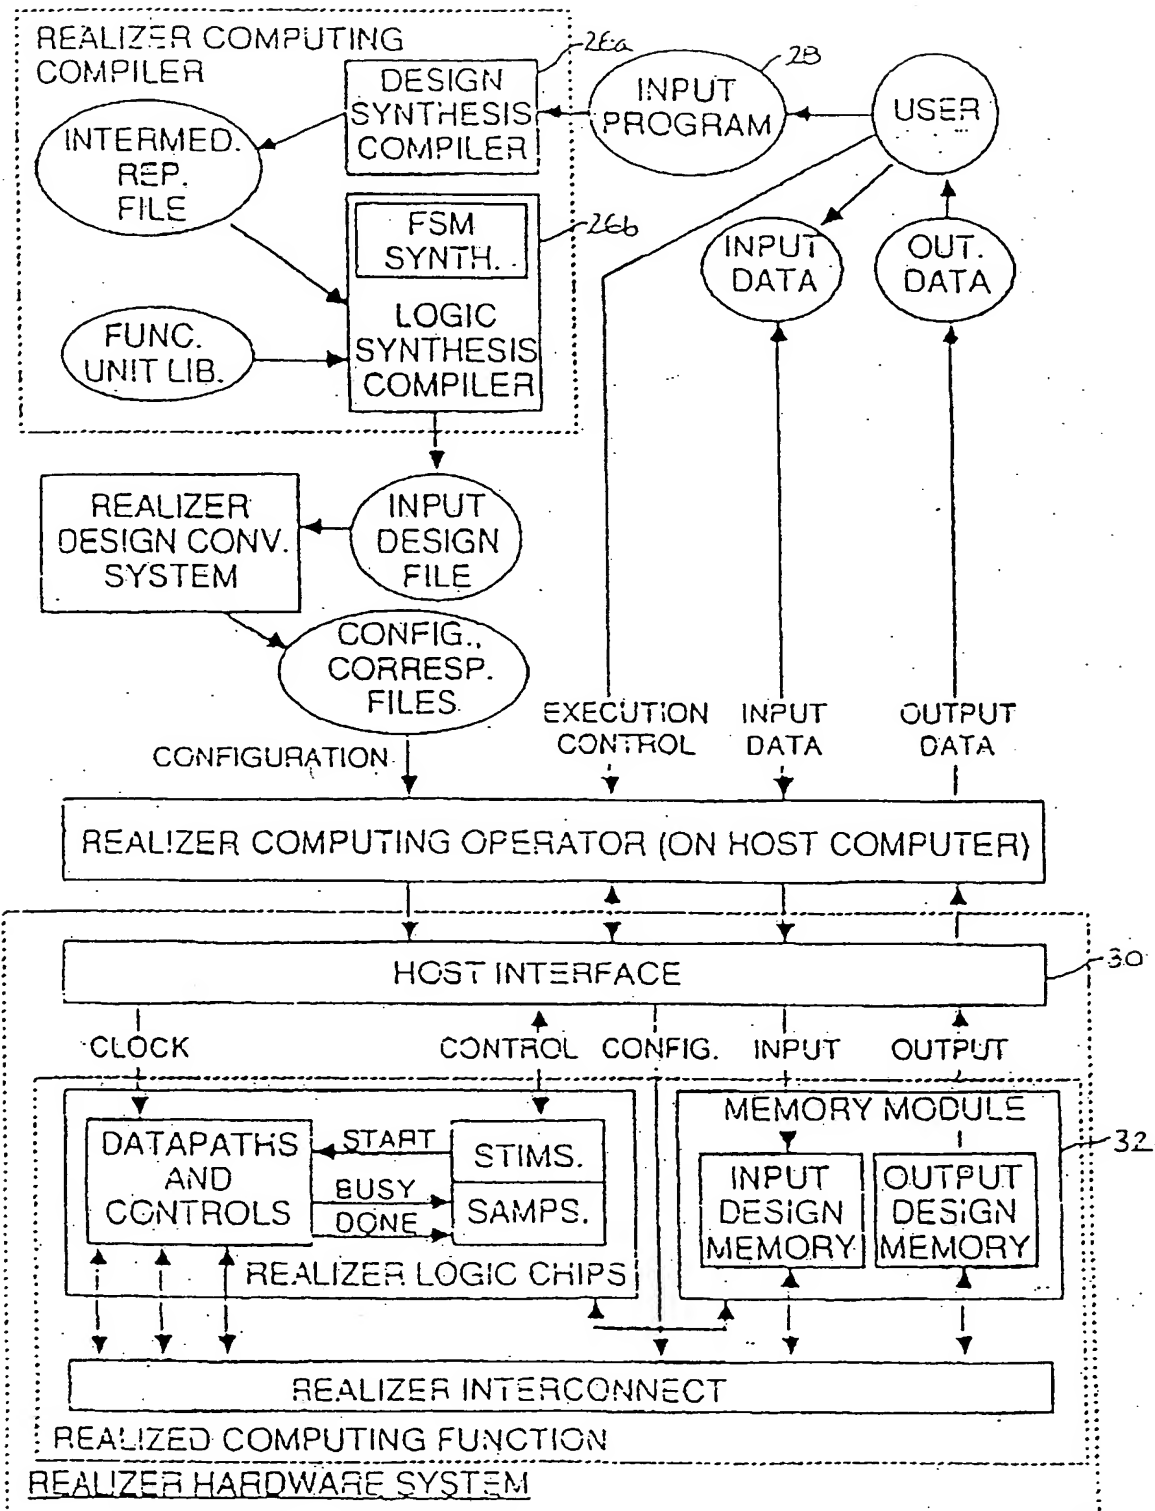 REALIZER COMPUTING
COMPILER
26a
DESIGN
SYNTHESIS
COMPILER
28
INPUT
PROGRAM
USER
INTERMED.
REP.
FILE
FSM
SYNTH.
26b
LOGIC
SYNTHESIS
COMPILER
INPUT
DATA
OUT.
DATA
FUNC.
UNIT LIB.
REALIZER
DESIGN CONV.
SYSTEM
INPUT
DESIGN
FILE
CONFIG.,
CORRESP.
FILES
CONFIGURATION
EXECUTION
CONTROL
INPUT
DATA
OUTPUT
DATA
REALIZER COMPUTING OPERATOR (ON HOST COMPUTER)
HOST INTERFACE
30
CLOCK
CONTROL
CONFIG.
INPUT
OUTPUT
DATAPATHS
AND
CONTROLS
START
BUSY
DONE
STIMS.
SAMPS.
REALIZER LOGIC CHIPS
MEMORY MODULE
32
INPUT
DESIGN
MEMORY
OUTPUT
DESIGN
MEMORY
REALIZER INTERCONNECT
REALIZED COMPUTING FUNCTION
REALIZER HARDWARE SYSTEM